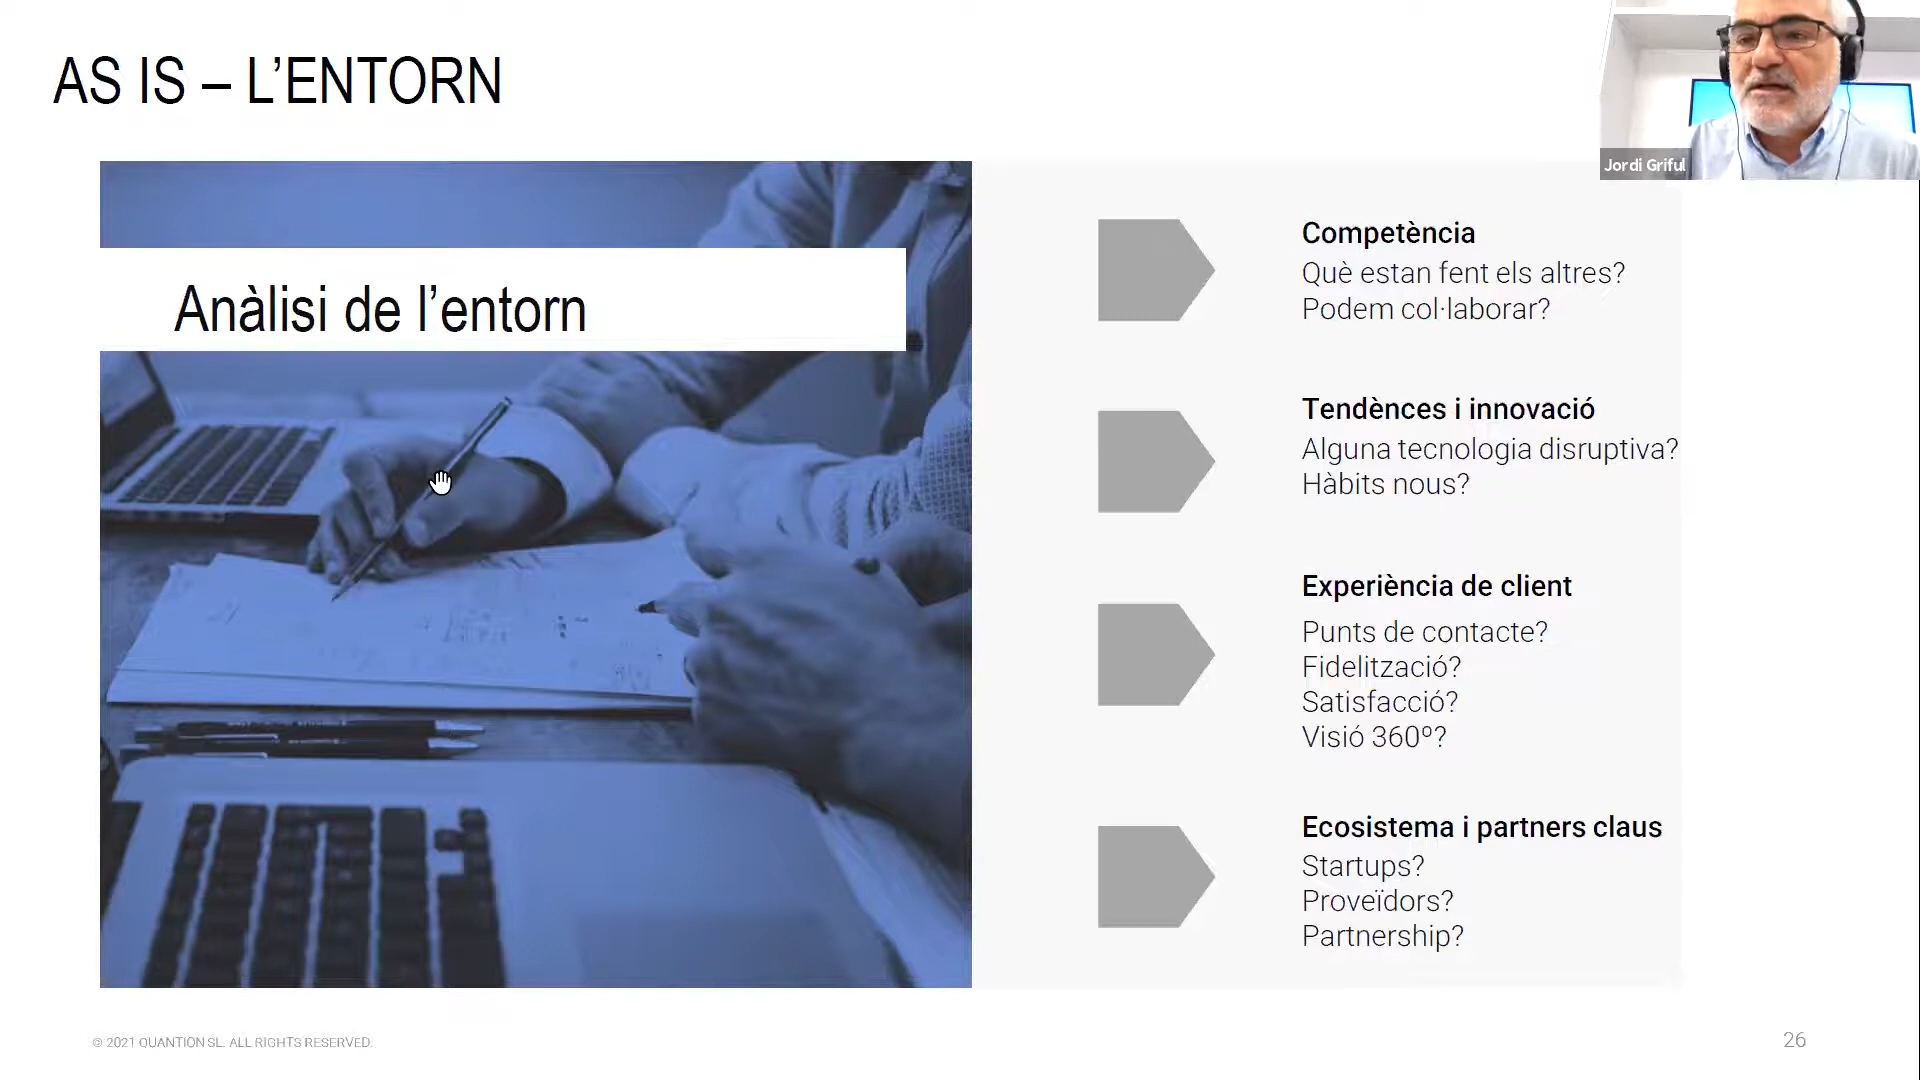 AS IS – L’ENTORN
Jordi Griful
Anàlisi de l’entorn
Competència
Què estan fent els altres?
Podem col·laborar?
Tendències i innovació
Alguna tecnologia disruptiva?
Hàbits nous?
Experiència de client
Punts de contacte?
Fidelització?
Satisfacció?
Visió 360º?
Ecosistema i partners claus
Startups?
Proveïdors?
Partnership?
© 2021 QUANTION SL. ALL RIGHTS RESERVED.
26